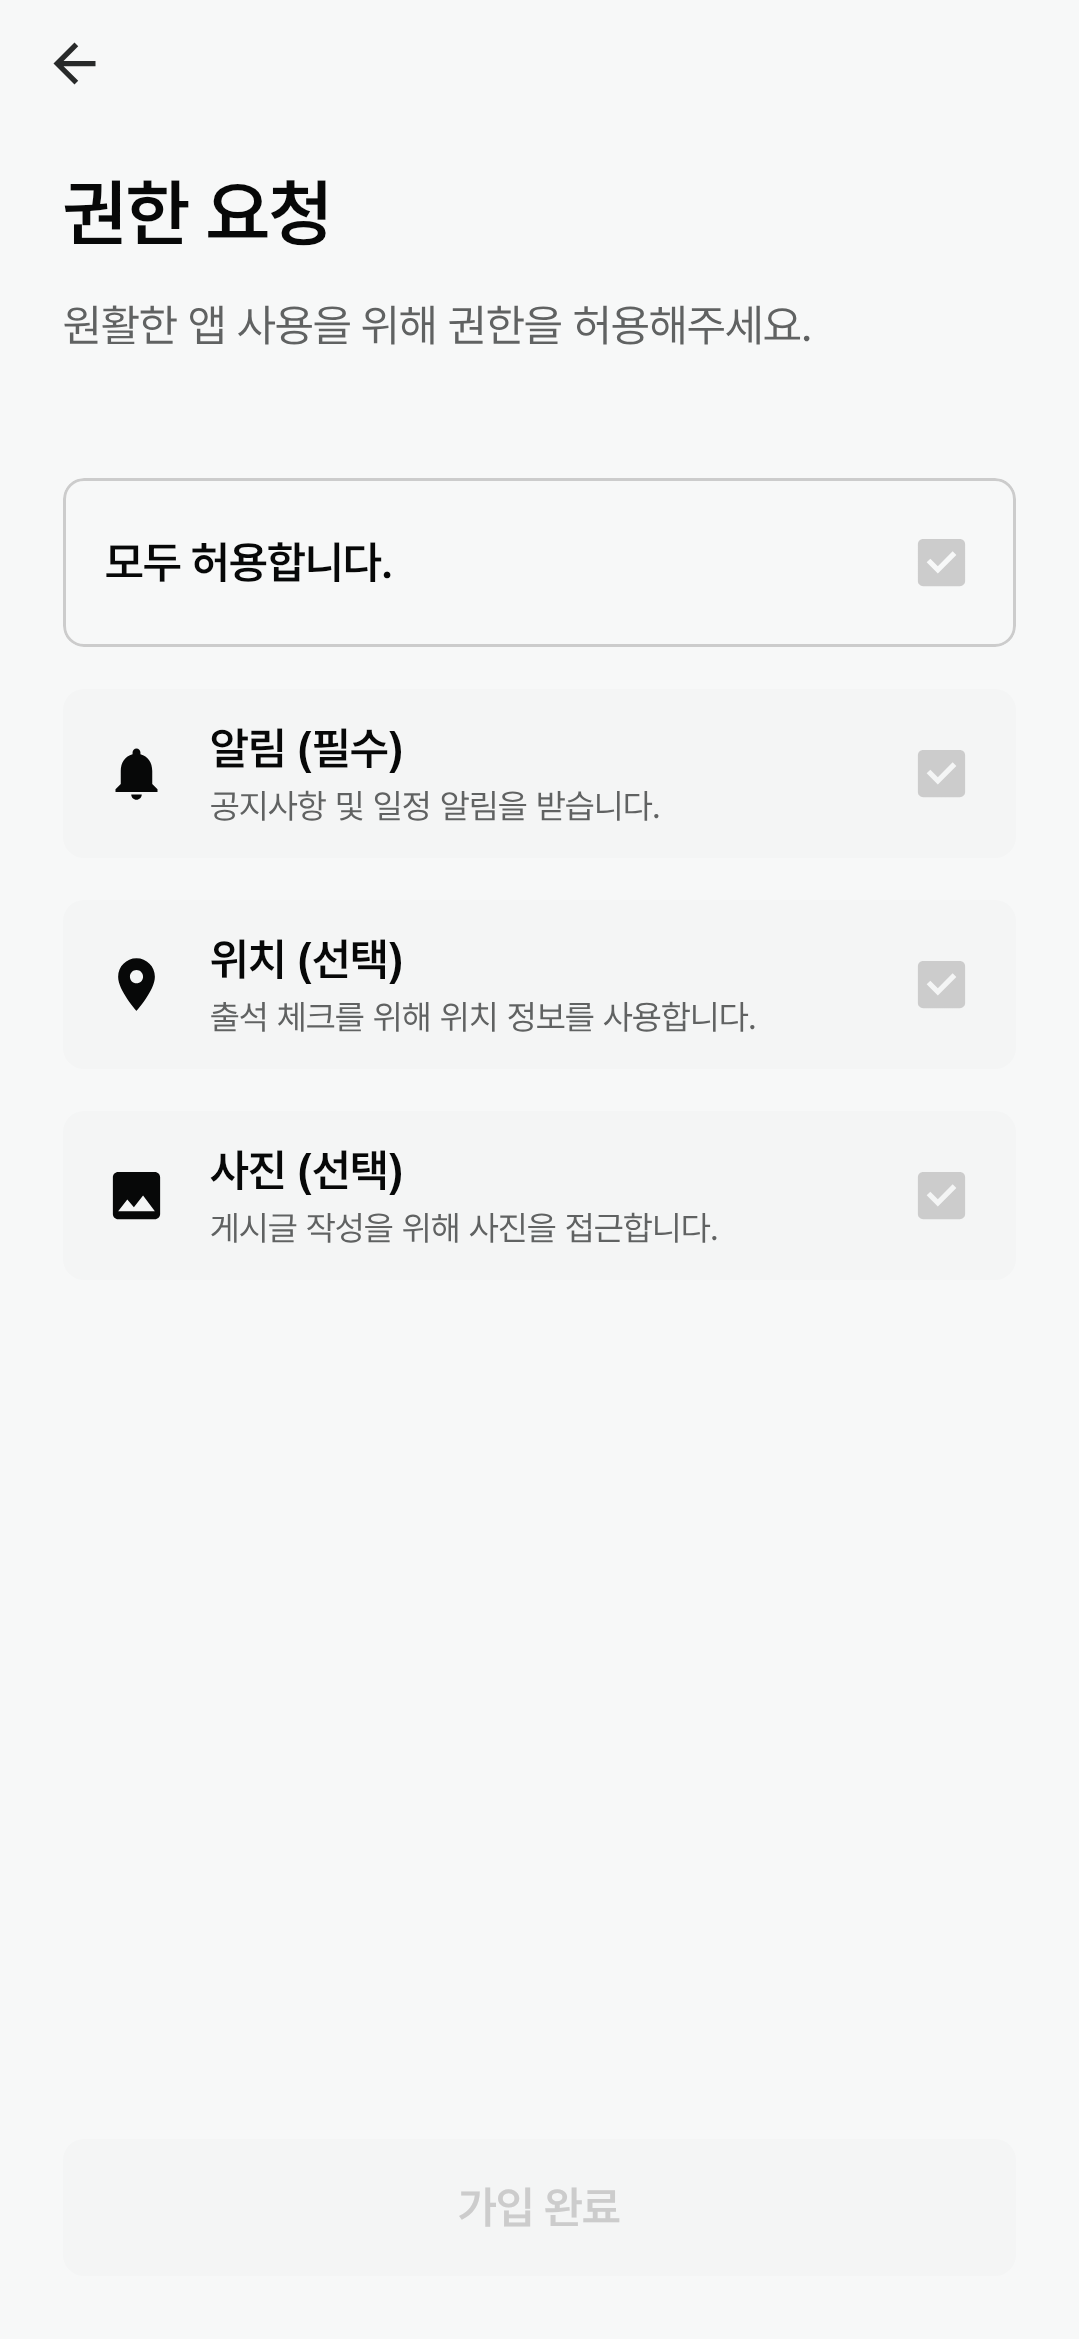 권한 요청
원활한 앱 사용을 위해 권한을 허용해주세요.
모두 허용합니다.
알림 (필수)
공지사항 및 일정 알림을 받습니다.
위치 (선택)
출석 체크를 위해 위치 정보를 사용합니다.
사진 (선택)
게시글 작성을 위해 사진을 접근합니다.
가입 완료